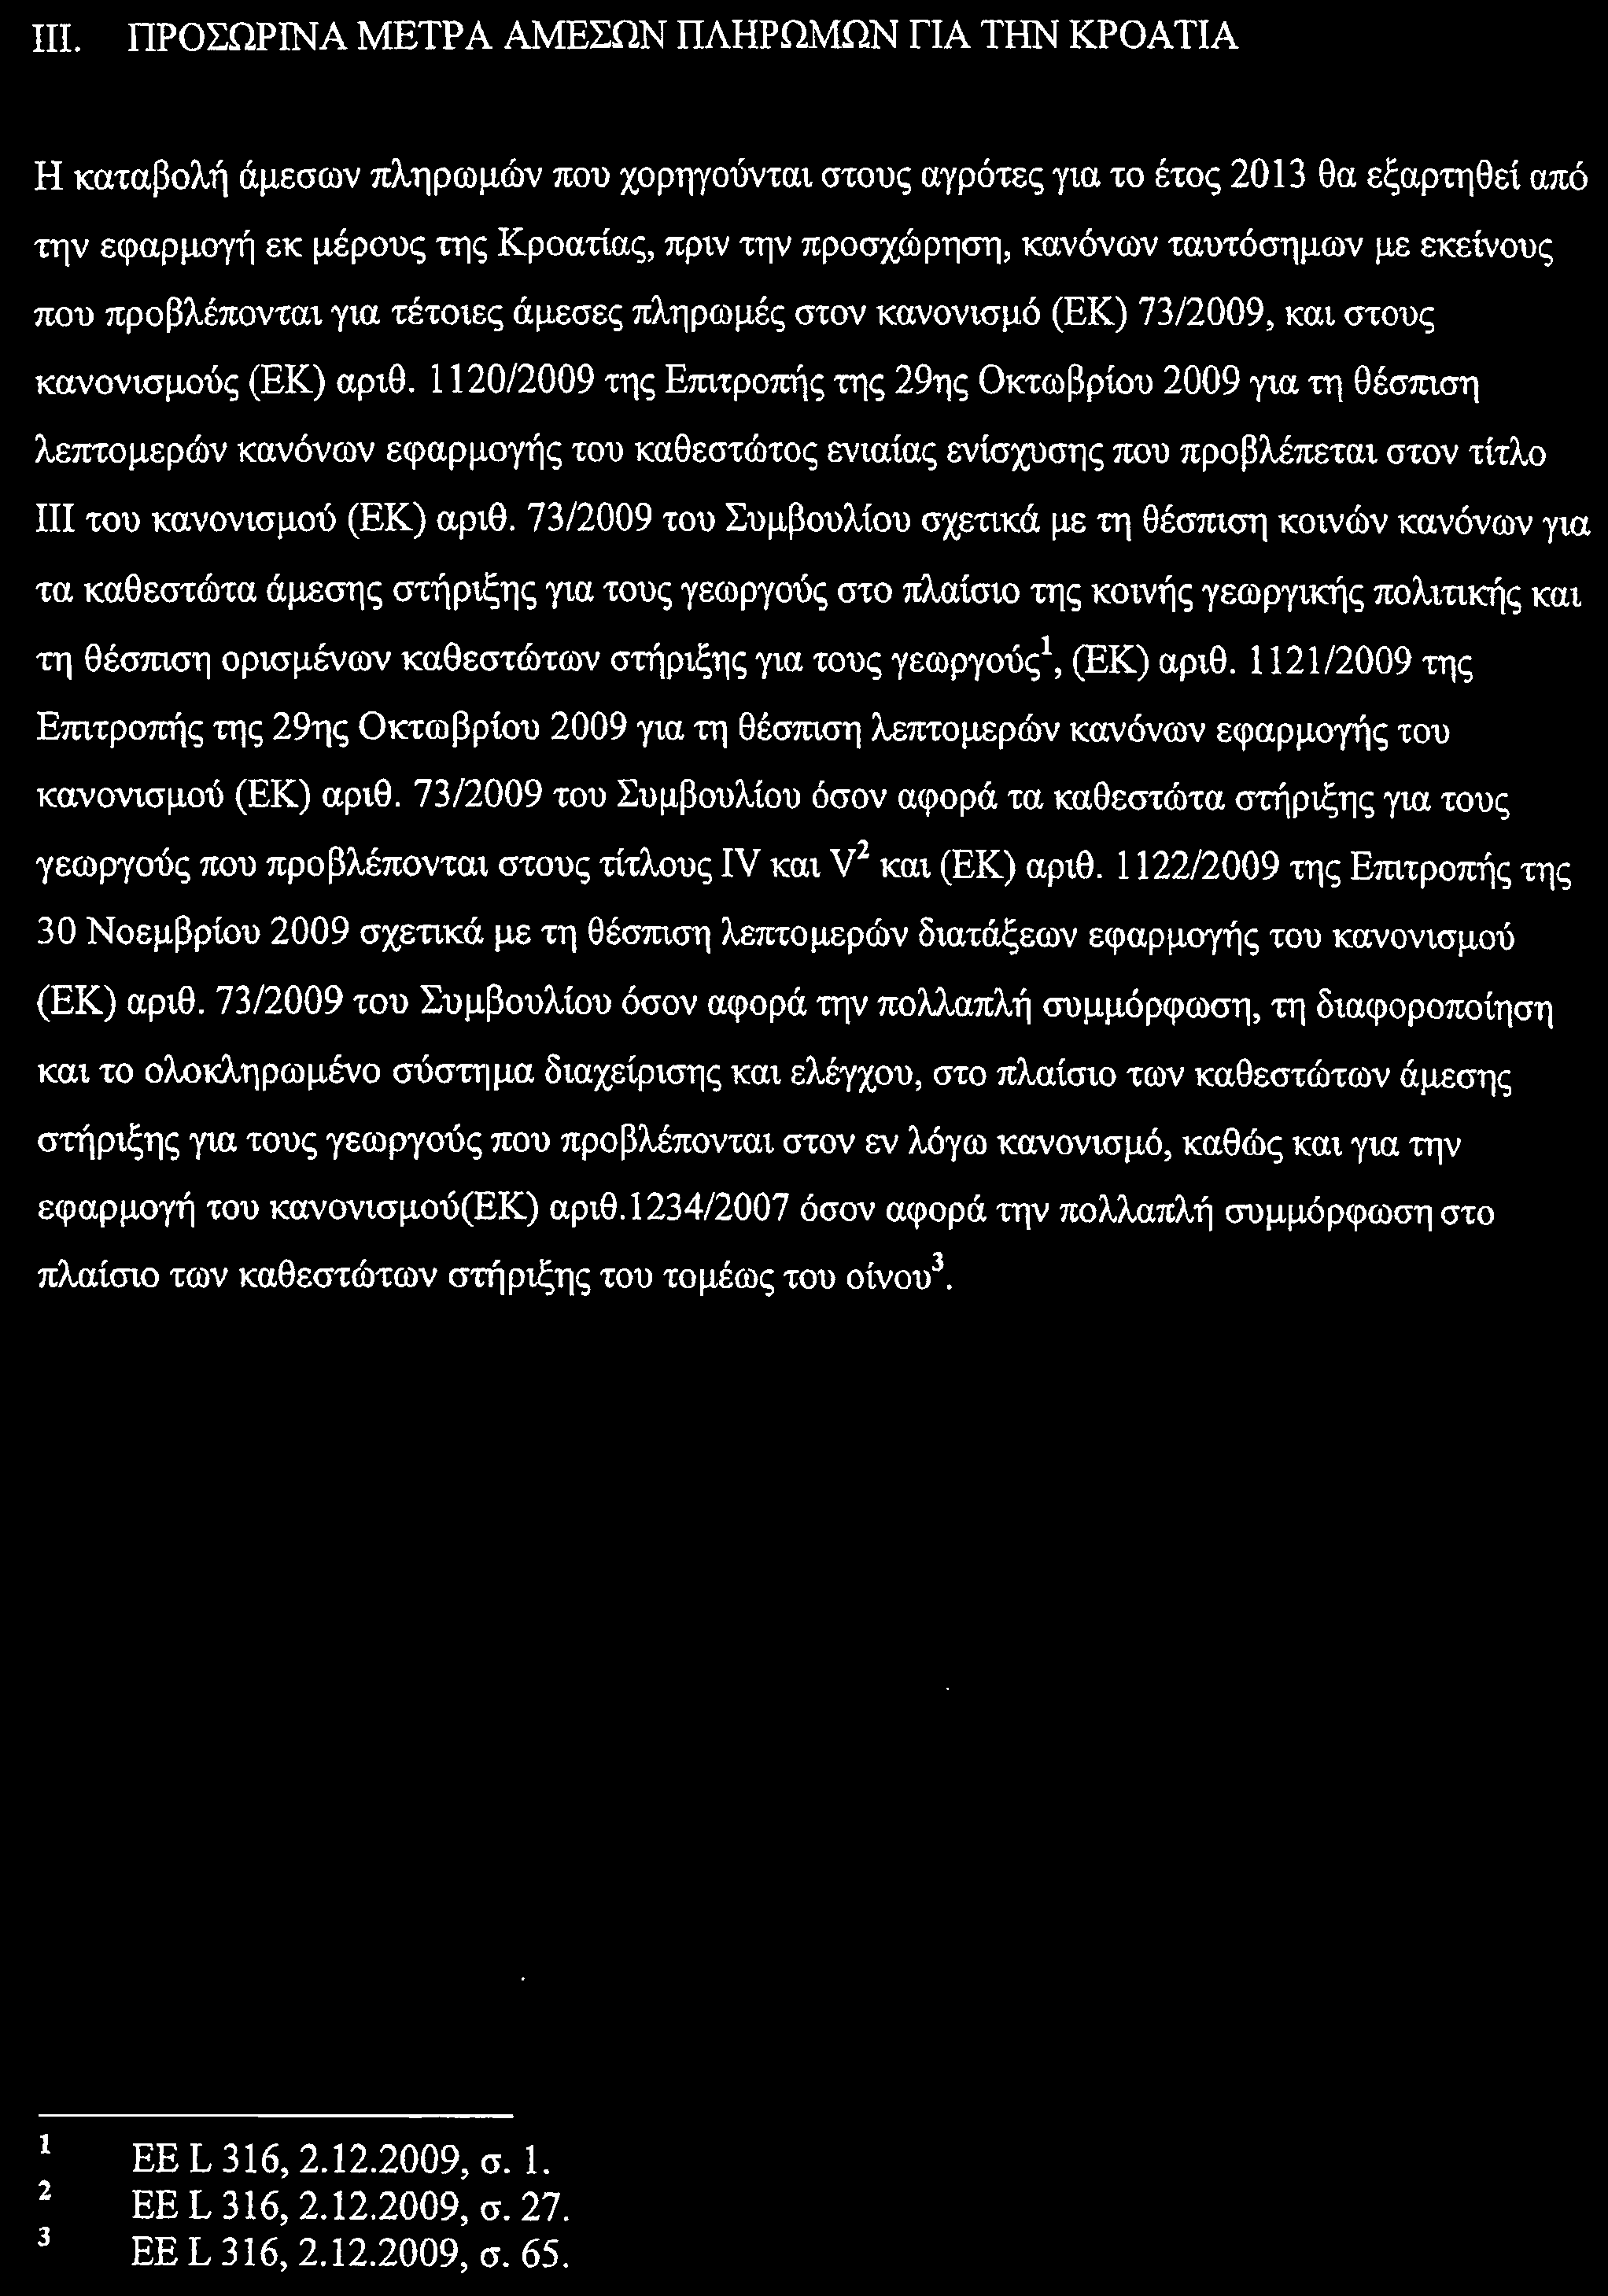 III. ΠΡΟΣΩΡΙΝΑ ΜΕΤΡΑ ΑΜΕΣΩΝ ΠΛΗΡΩΜΩΝ ΓΙΑ ΤΗΝ ΚΡΟΑΤΙΑ
Η καταβολή άμεσων πληρωμών που χορηγούνται στους αγρότες για το έτος 2013 θα εξαρτηθεί από
την εφαρμογή εκ μέρους της Κροατίας, πριν την προσχώρηση, κανόνων ταυτόσημων με εκείνους
που προβλέπονται για τέτοιες άμεσες πληρωμές στον κανονισμό (ΕΚ) 73/2009, και στους
κανονισμούς (ΕΚ) αριθ. 1120/2009 της Επιτροπής της 29ης Οκτωβρίου 2009 για τη θέσπιση
λεπτομερών κανόνων εφαρμογής του καθεστώτος ενιαίας ενίσχυσης που προβλέπεται στον τίτλο
III του κανονισμού (ΕΚ) αριθ. 73/2009 του Συμβουλίου σχετικά με τη θέσπιση κοινών κανόνων για
τα καθεστώτα άμεσης στήριξης για τους γεωργούς στο πλαίσιο της κοινής γεωργικής πολιτικής και
τη θέσπιση ορισμένων καθεστώτων στήριξης για τους γεωργούς¹, (ΕΚ) αριθ. 1121/2009 της
Επιτροπής της 29ης Οκτωβρίου 2009 για τη θέσπιση λεπτομερών κανόνων εφαρμογής του
κανονισμού (ΕΚ) αριθ. 73/2009 του Συμβουλίου όσον αφορά τα καθεστώτα στήριξης για τους
γεωργούς που προβλέπονται στους τίτλους IV και V² και (ΕΚ) αριθ. 1122/2009 της Επιτροπής της
30 Νοεμβρίου 2009 σχετικά με τη θέσπιση λεπτομερών διατάξεων εφαρμογής του κανονισμού
(ΕΚ) αριθ. 73/2009 του Συμβουλίου όσον αφορά την πολλαπλή συμμόρφωση, τη διαφοροποίηση
και το ολοκληρωμένο σύστημα διαχείρισης και ελέγχου, στο πλαίσιο των καθεστώτων άμεσης
στήριξης για τους γεωργούς που προβλέπονται στον εν λόγω κανονισμό, καθώς και για την
εφαρμογή του κανονισμού(ΕΚ) αριθ.1234/2007 όσον αφορά την πολλαπλή συμμόρφωση στο
πλαίσιο των καθεστώτων στήριξης του τομέως του οίνου³.
¹ ΕΕ L 316, 2.12.2009, σ. 1.
² ΕΕ L 316, 2.12.2009, σ. 27.
³ ΕΕ L 316, 2.12.2009, σ. 65.